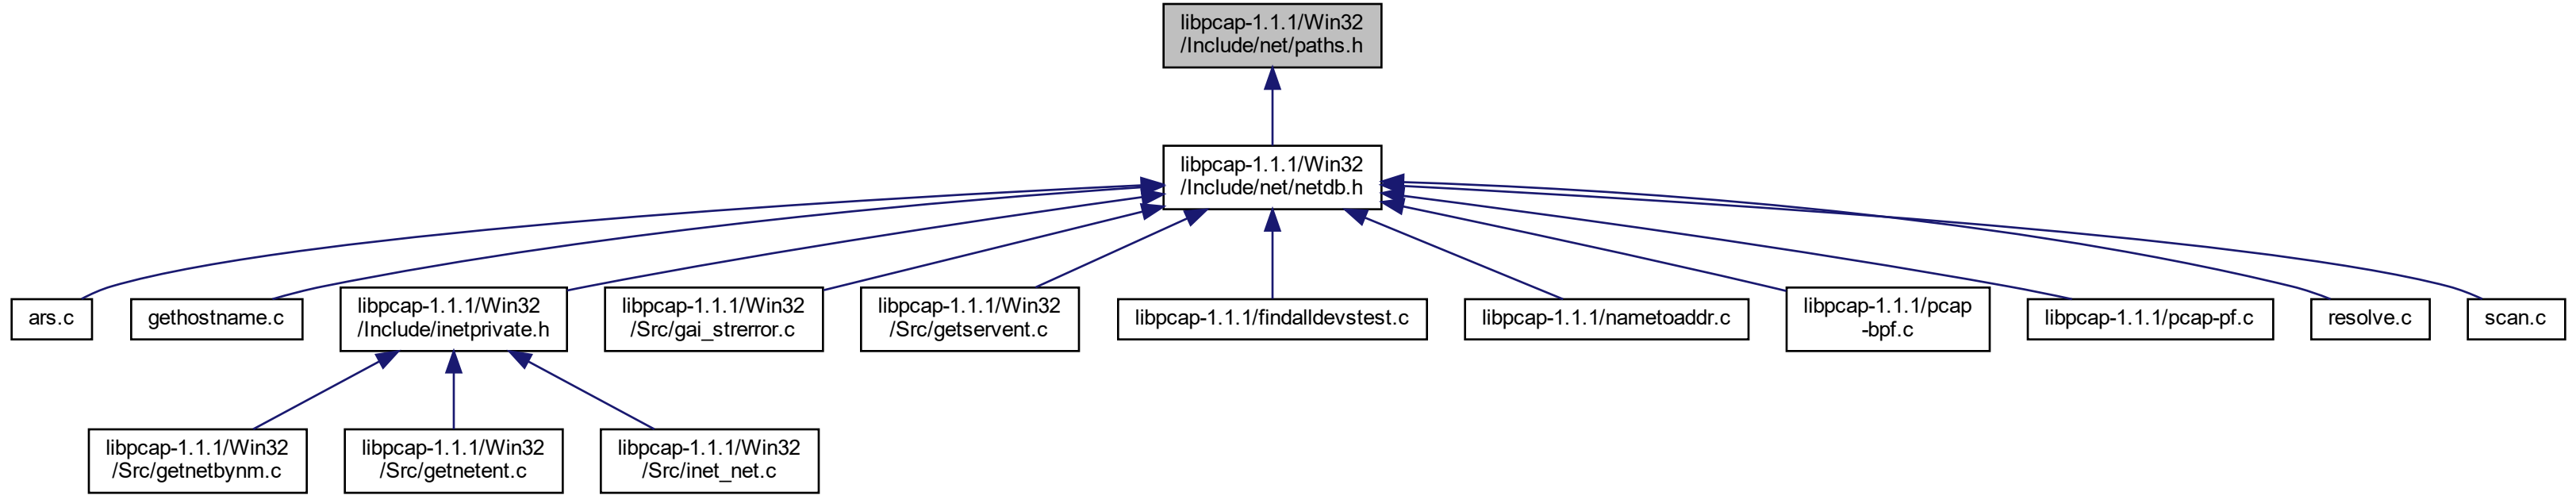 libpcap-1.1.1/Win32
/Include/net/paths.h
libpcap-1.1.1/Win32
/Include/net/netdb.h
ars.c
gethostname.c
libpcap-1.1.1/Win32
/Include/inetprivate.h
libpcap-1.1.1/Win32
/Src/gai_strerror.c
libpcap-1.1.1/Win32
/Src/getservent.c
libpcap-1.1.1/findalldevstest.c
libpcap-1.1.1/nametoaddr.c
libpcap-1.1.1/pcap
-bpf.c
libpcap-1.1.1/pcap-pf.c
resolve.c
scan.c
libpcap-1.1.1/Win32
/Src/getnetbynm.c
libpcap-1.1.1/Win32
/Src/getnetent.c
libpcap-1.1.1/Win32
/Src/inet_net.c